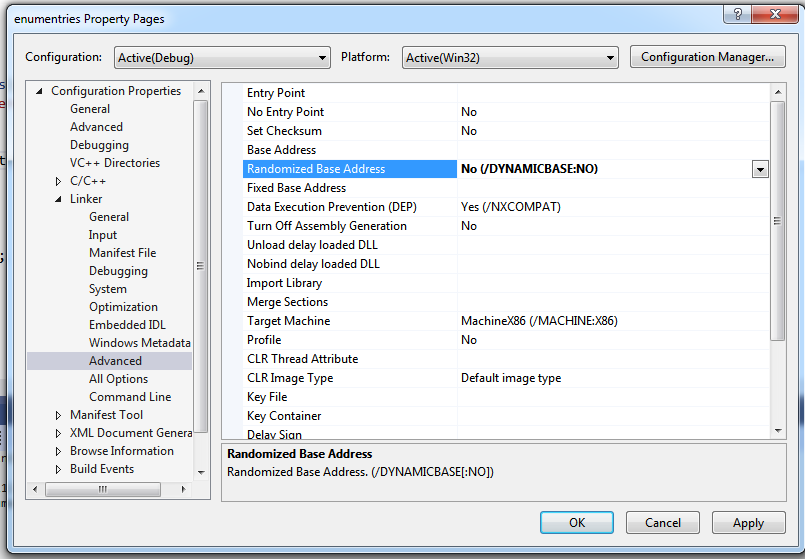 enumentries Property Pages
?
Configuration: Active(Debug) Platform: Active(Win32) Configuration Manager...
Configuration Properties
General
Advanced
Debugging
VC++ Directories
C/C++
Linker
General
Input
Manifest File
Debugging
System
Optimization
Embedded IDL
Windows Metadata
Advanced
All Options
Command Line
Manifest Tool
XML Document Genera
Browse Information
Build Events
Entry Point
No Entry Point No
Set Checksum No
Base Address
Randomized Base Address No (/DYNAMICBASE:NO)
Fixed Base Address
Data Execution Prevention (DEP) Yes (/NXCOMPAT)
Turn Off Assembly Generation No
Unload delay loaded DLL
Nobind delay loaded DLL
Import Library
Merge Sections
Target Machine MachineX86 (/MACHINE:X86)
Profile No
CLR Thread Attribute
CLR Image Type Default image type
Key File
Key Container
Delay Sign
Randomized Base Address
Randomized Base Address. (/DYNAMICBASE[:NO])
OK Cancel Apply